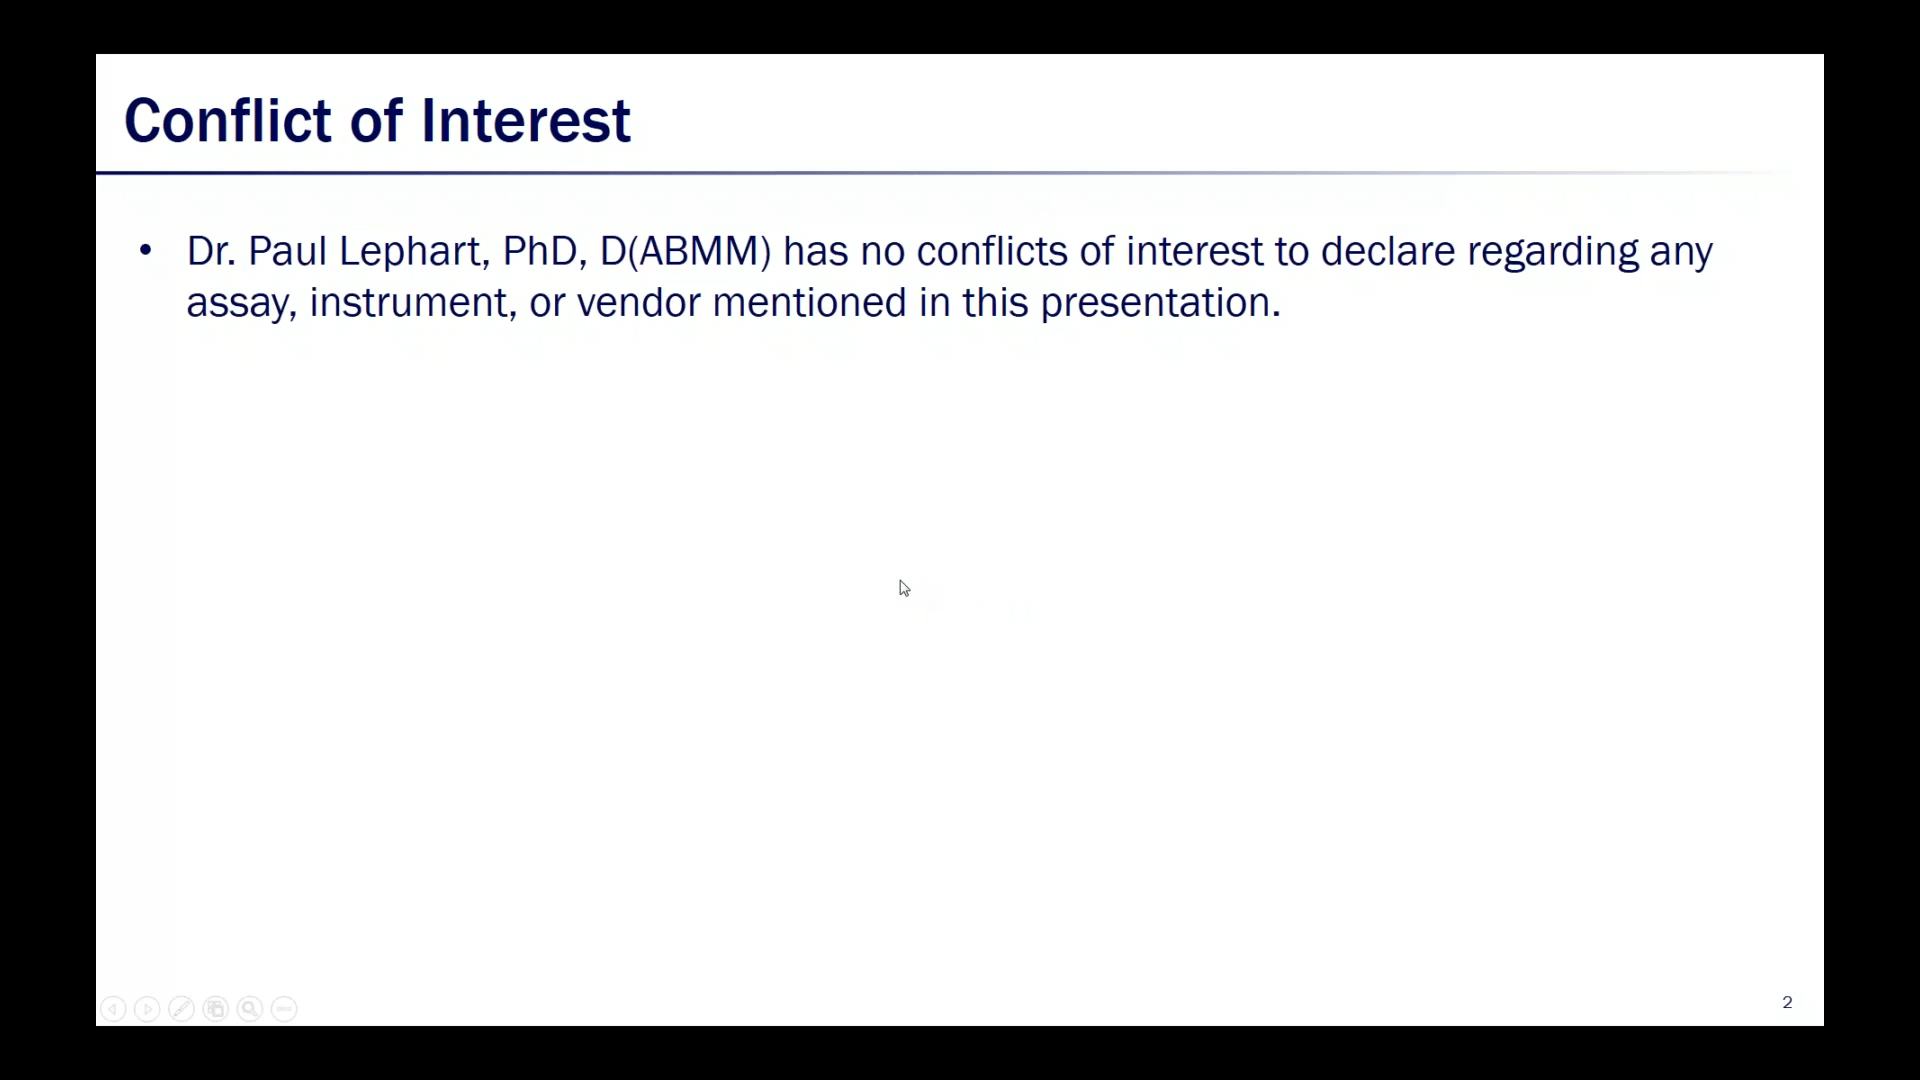 Conflict of Interest
• Dr. Paul Lephart, PhD, D(ABMM) has no conflicts of interest to declare regarding any
assay, instrument, or vendor mentioned in this presentation.
2